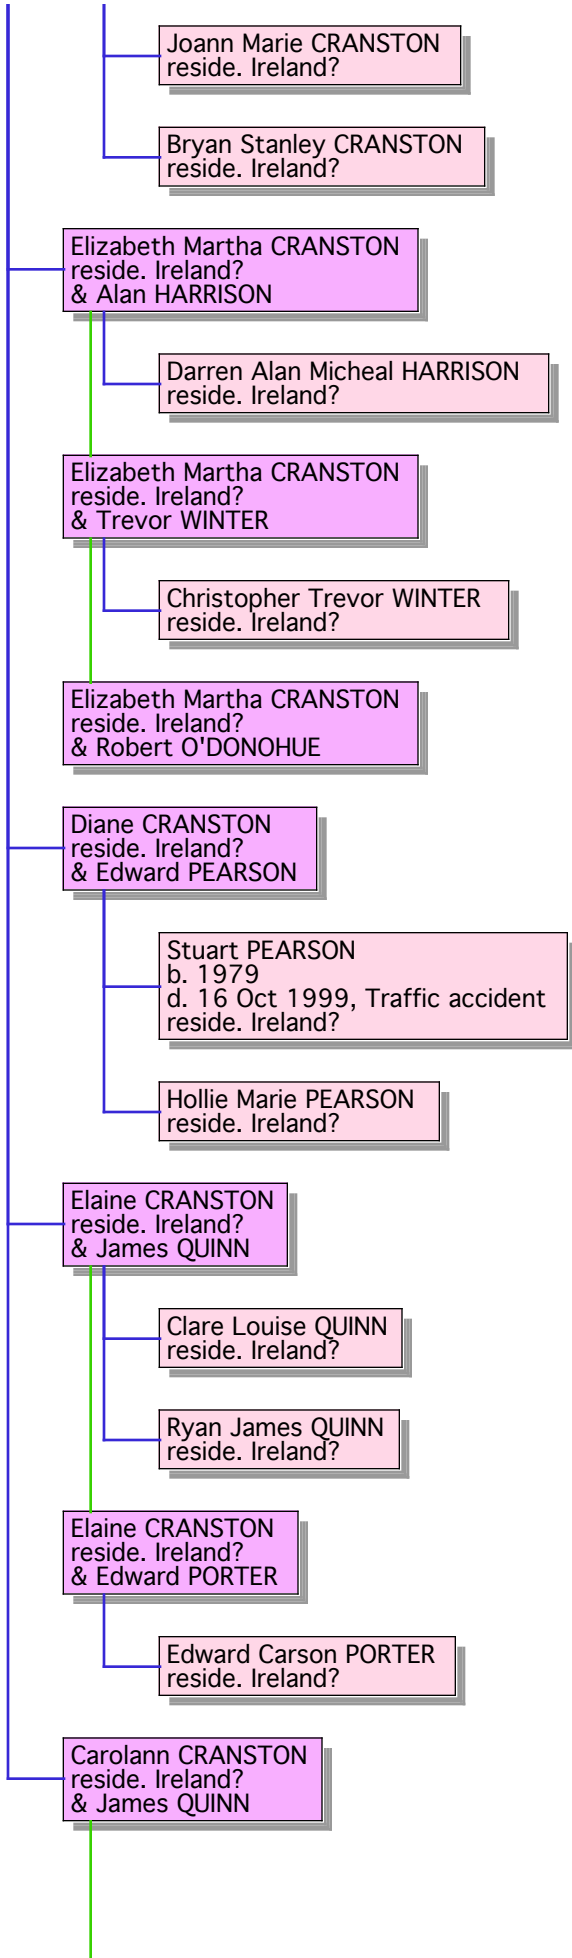 Joann Marie CRANSTON
reside. Ireland?
Bryan Stanley CRANSTON
reside. Ireland?
Elizabeth Martha CRANSTON
reside. Ireland?
& Alan HARRISON
Darren Alan Micheal HARRISON
reside. Ireland?
Elizabeth Martha CRANSTON
reside. Ireland?
& Trevor WINTER
Christopher Trevor WINTER
reside. Ireland?
Elizabeth Martha CRANSTON
reside. Ireland?
& Robert O'DONOHUE
Diane CRANSTON
reside. Ireland?
& Edward PEARSON
Stuart PEARSON
b. 1979
d. 16 Oct 1999, Traffic accident
reside. Ireland?
Hollie Marie PEARSON
reside. Ireland?
Elaine CRANSTON
reside. Ireland?
& James QUINN
Clare Louise QUINN
reside. Ireland?
Ryan James QUINN
reside. Ireland?
Elaine CRANSTON
reside. Ireland?
& Edward PORTER
Edward Carson PORTER
reside. Ireland?
Carolann CRANSTON
reside. Ireland?
& James QUINN